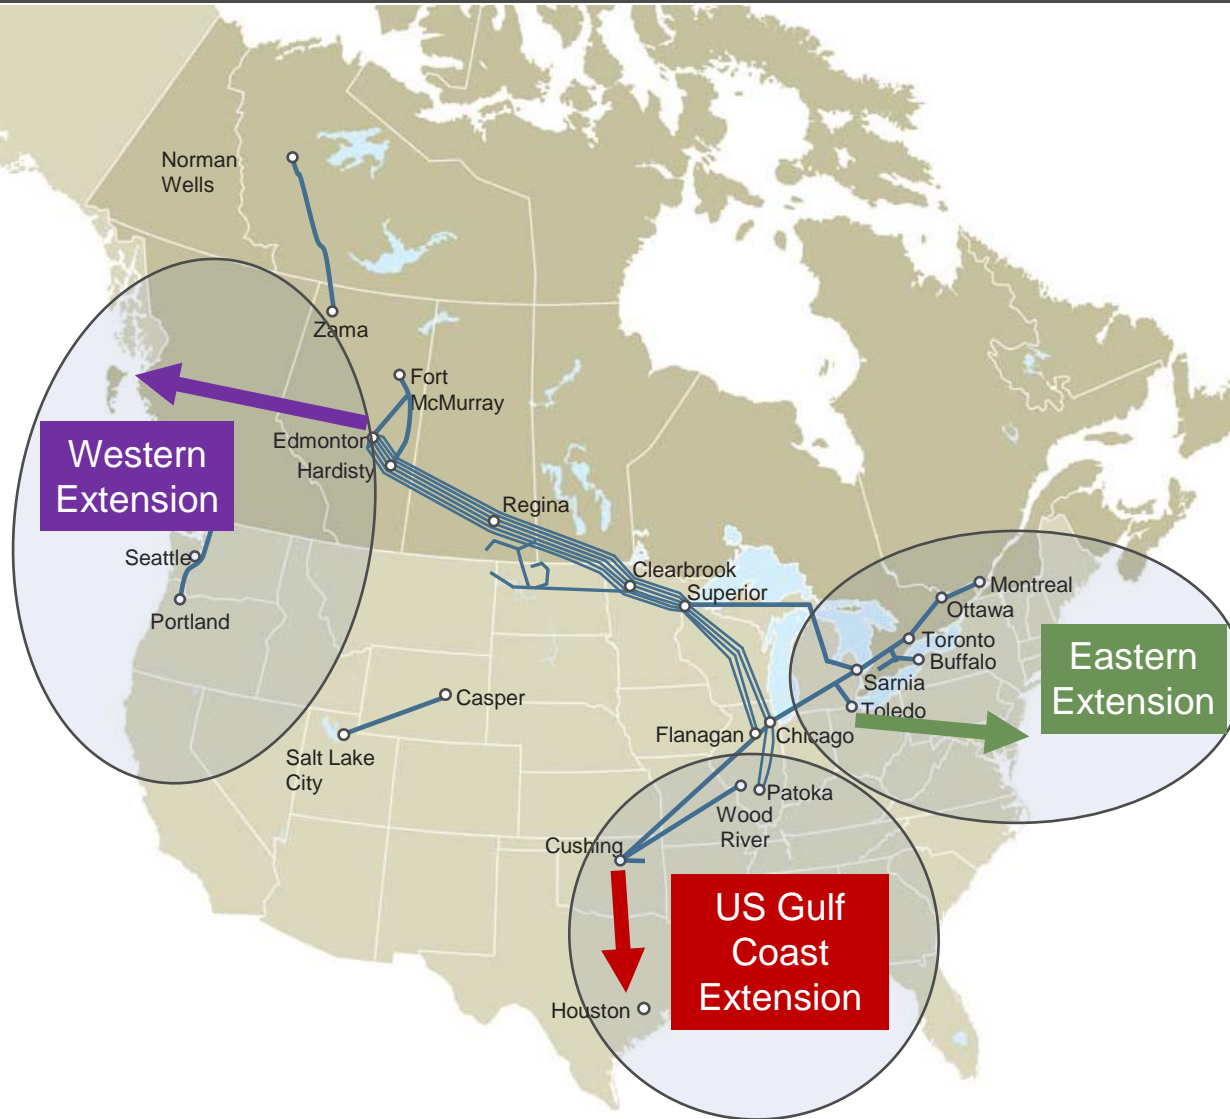 Norman
Wells
Zama
Fort
McMurray
Edmonton
Hardisty
Western
Extension
Regina
Seattle
Portland
Clearbrook
Superior
Montreal
Ottawa
Toronto
Buffalo
Sarnia
Toledo
Eastern
Extension
Casper
Salt Lake
City
Flanagan
Chicago
Patoka
Wood
River
Cushing
US Gulf
Coast
Extension
Houston